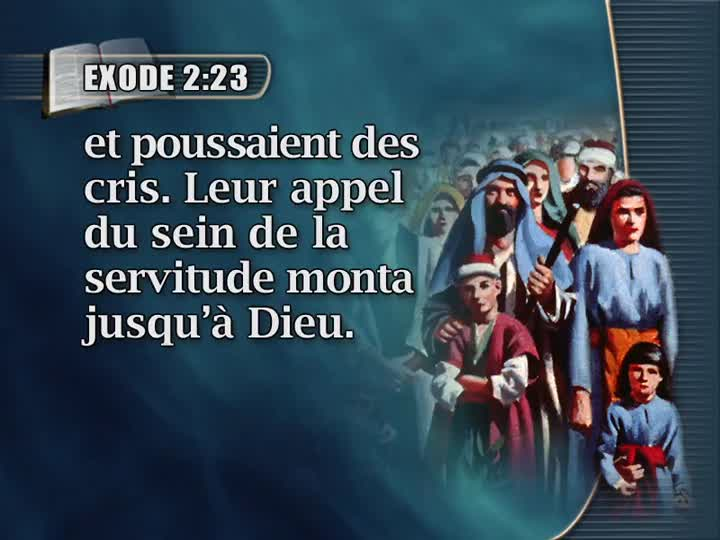 EXODE 2:23
et poussaient des
cris. Leur appel
du sein de la
servitude monta
jusqu’à Dieu.